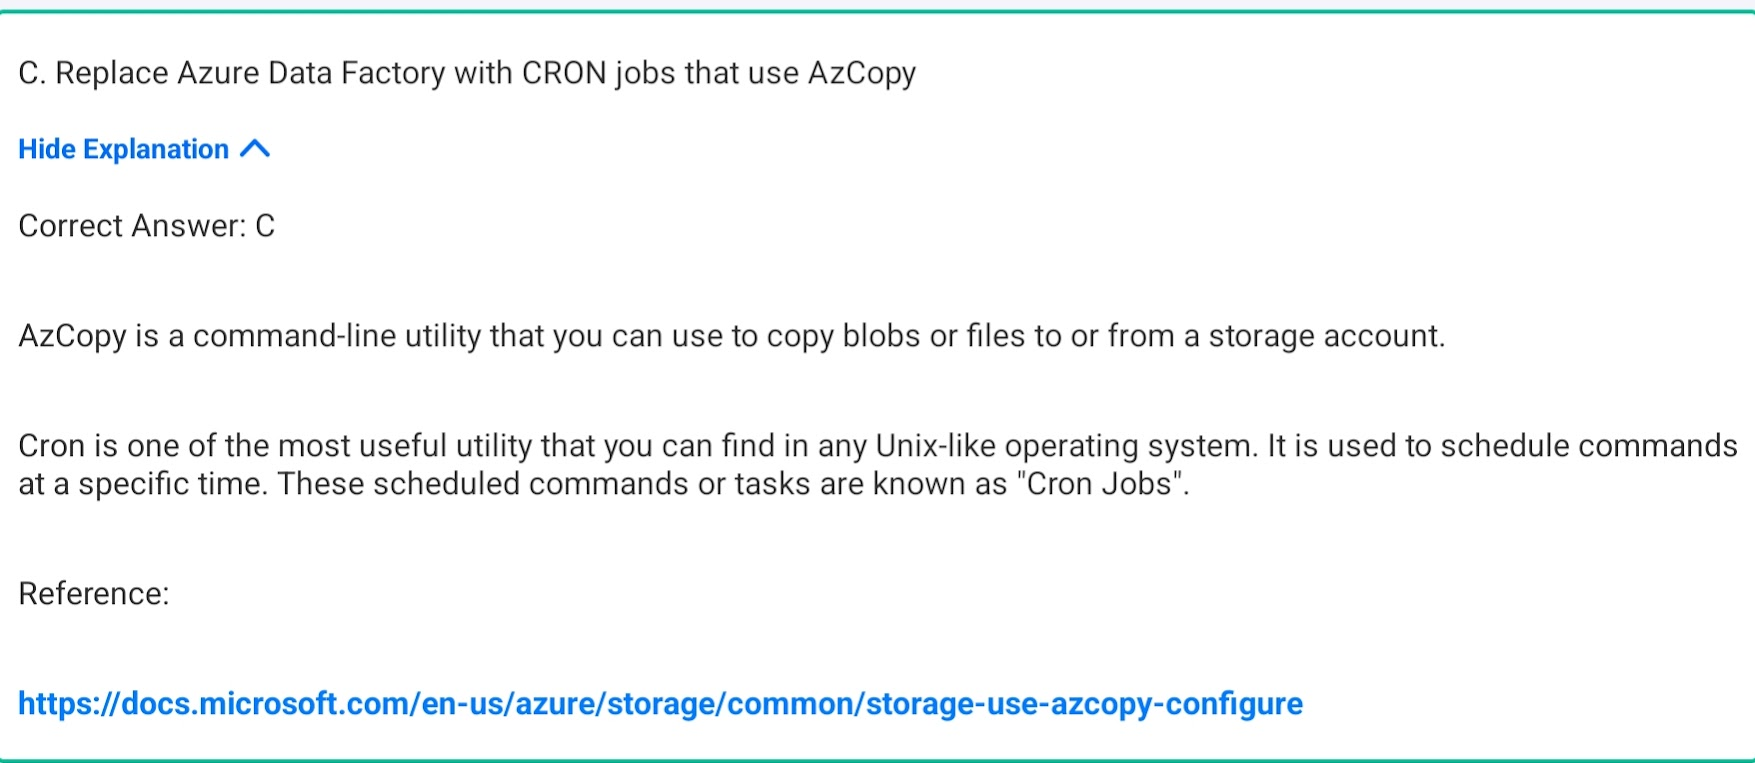 C. Replace Azure Data Factory with CRON jobs that use AzCopy
Hide Explanation
Correct Answer: C
AzCopy is a command-line utility that you can use to copy blobs or files to or from a storage account.
Cron is one of the most useful utility that you can find in any Unix-like operating system. It is used to schedule commands
at a specific time. These scheduled commands or tasks are known as "Cron Jobs".
Reference:
https://docs.microsoft.com/en-us/azure/storage/common/storage-use-azcopy-configure